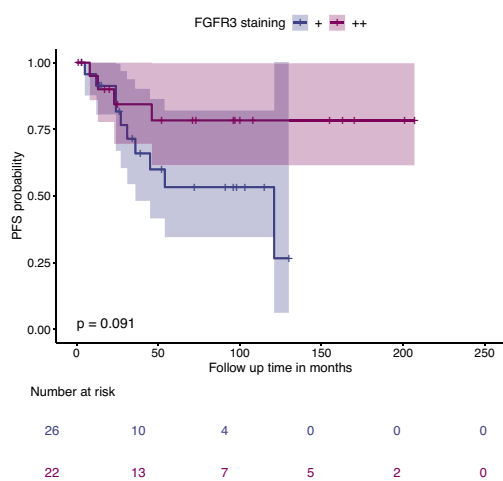 FGFR3 staining + ++
PFS probability
1.00
0.75
0.50
0.25
0.00
p = 0.091
0 50 100 150 200 250
Follow up time in months
Number at risk
26 10 4 0 0 0
22 13 7 5 2 0